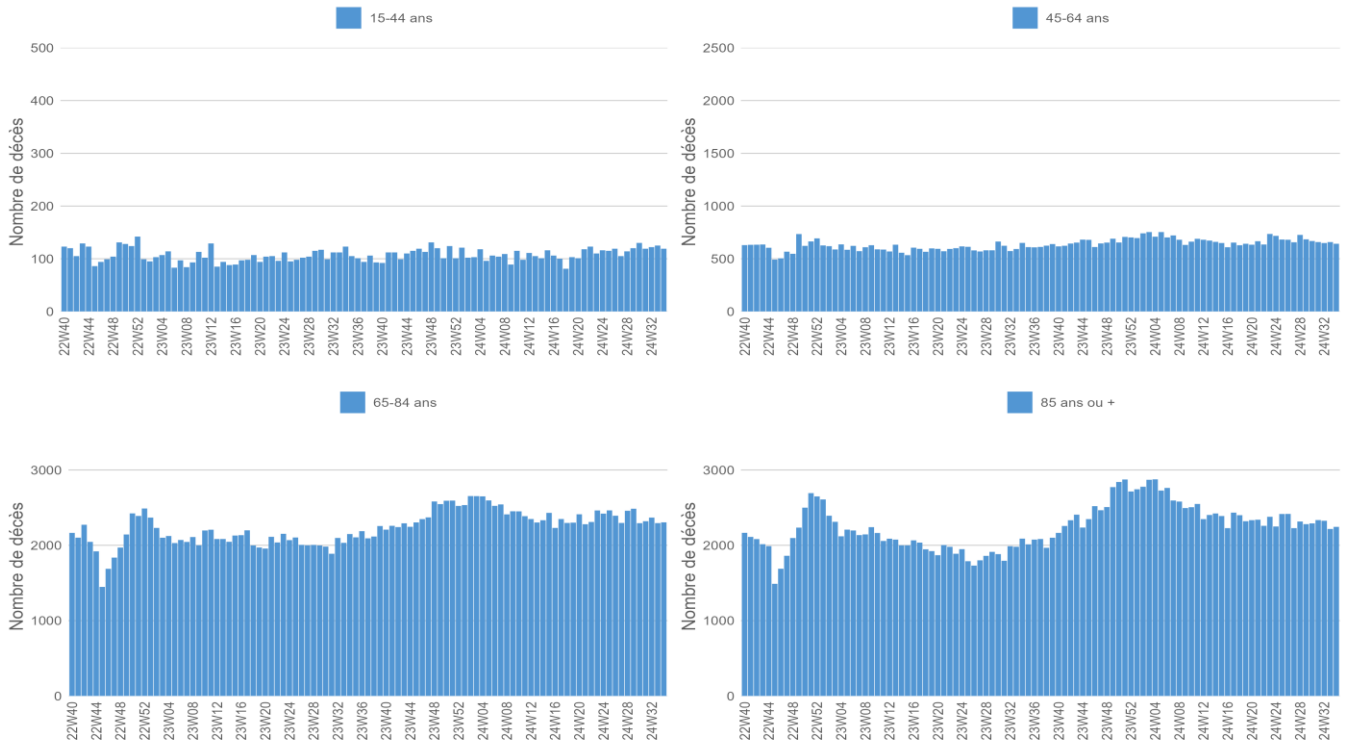 15-44 ans
500
400
300
200
100
0
Nombre de décès
22W40
22W44
22W48
22W52
23W04
23W08
23W12
23W16
23W20
23W24
23W28
23W32
23W36
23W40
23W44
23W48
23W52
24W04
24W08
24W12
24W16
24W20
24W24
24W28
24W32
45-64 ans
2500
2000
1500
1000
500
0
Nombre de décès
22W40
22W44
22W48
22W52
23W04
23W08
23W12
23W16
23W20
23W24
23W28
23W32
23W36
23W40
23W44
23W48
23W52
24W04
24W08
24W12
24W16
24W20
24W24
24W28
24W32
65-84 ans
3000
2000
1000
0
Nombre de décès
22W40
22W44
22W48
22W52
23W04
23W08
23W12
23W16
23W20
23W24
23W28
23W32
23W36
23W40
23W44
23W48
23W52
24W04
24W08
24W12
24W16
24W20
24W24
24W28
24W32
85 ans ou +
3000
2000
1000
0
Nombre de décès
22W40
22W44
22W48
22W52
23W04
23W08
23W12
23W16
23W20
23W24
23W28
23W32
23W36
23W40
23W44
23W48
23W52
24W04
24W08
24W12
24W16
24W20
24W24
24W28
24W32